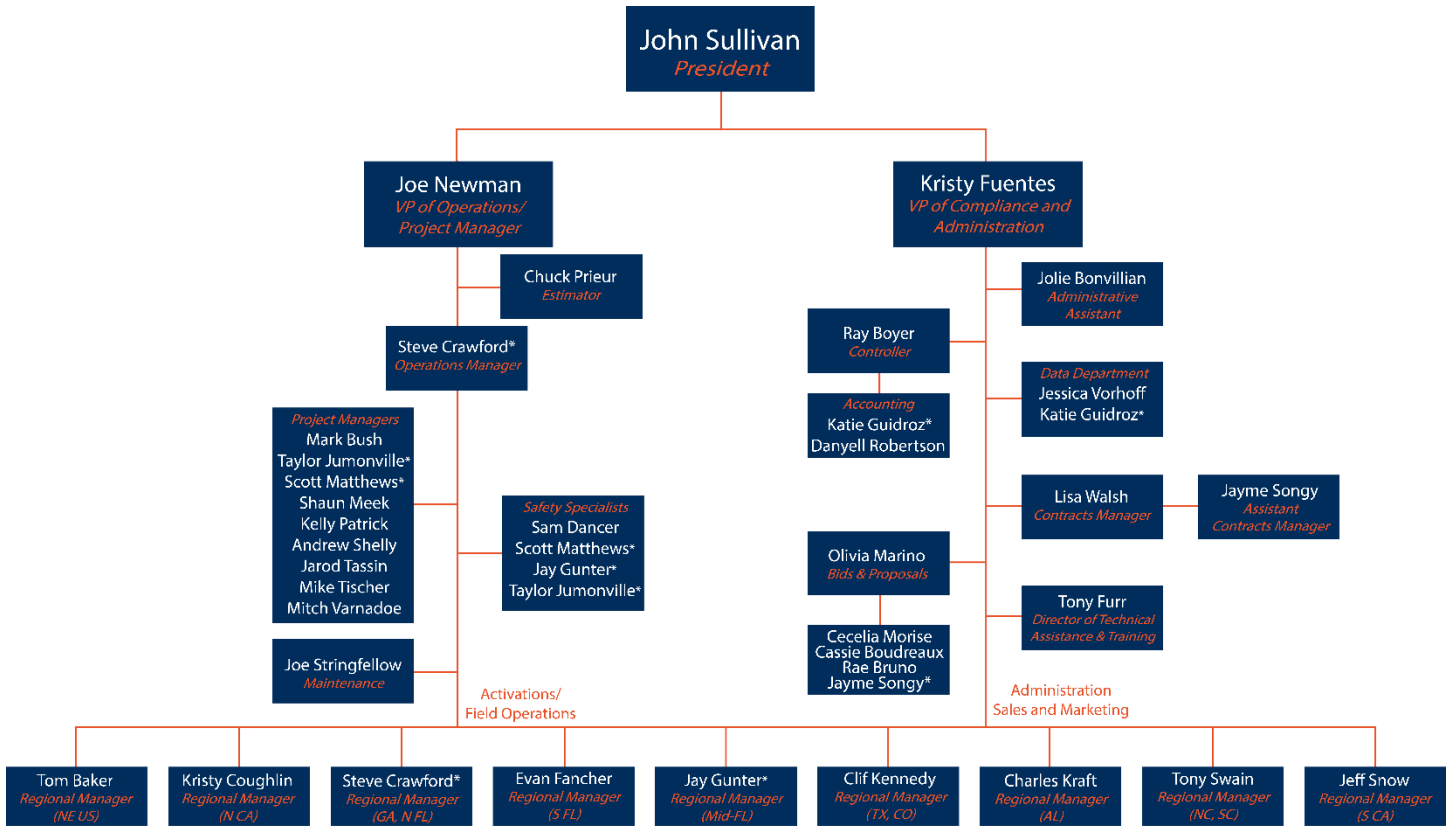 John Sullivan
President
Joe Newman
VP of Operations/
Project Manager
Kristy Fuentes
VP of Compliance and
Administration
Chuck Prieur
Estimator
Steve Crawford*
Operations Manager
Project Managers
Mark Bush
Taylor Jumonville*
Scott Matthews*
Shaun Meek
Kelly Patrick
Andrew Shelly
Jarod Tassin
Mike Tischer
Mitch Varnadoe
Safety Specialists
Sam Dancer
Scott Matthews*
Jay Gunter*
Taylor Jumonville*
Joe Stringfellow
Maintenance
Activations/
Field Operations
Jolie Bonvillian
Administrative
Assistant
Ray Boyer
Controller
Accounting
Katie Guidroz*
Danyell Robertson
Data Department
Jessica Vorhoff
Katie Guidroz*
Lisa Walsh
Contracts Manager
Jayme Songy
Assistant
Contracts Manager
Olivia Marino
Bids & Proposals
Cecelia Morise
Cassie Boudreaux
Rae Bruno
Jayme Songy*
Tony Furr
Director of Technical
Assistance & Training
Administration
Sales and Marketing
Tom Baker
Regional Manager
(NE US)
Kristy Coughlin
Regional Manager
(N CA)
Steve Crawford*
Regional Manager
(GA, N FL)
Evan Fancher
Regional Manager
(S FL)
Jay Gunter*
Regional Manager
(Mid-FL)
Clif Kennedy
Regional Manager
(TX, CO)
Charles Kraft
Regional Manager
(AL)
Tony Swain
Regional Manager
(NC, SC)
Jeff Snow
Regional Manager
(S CA)